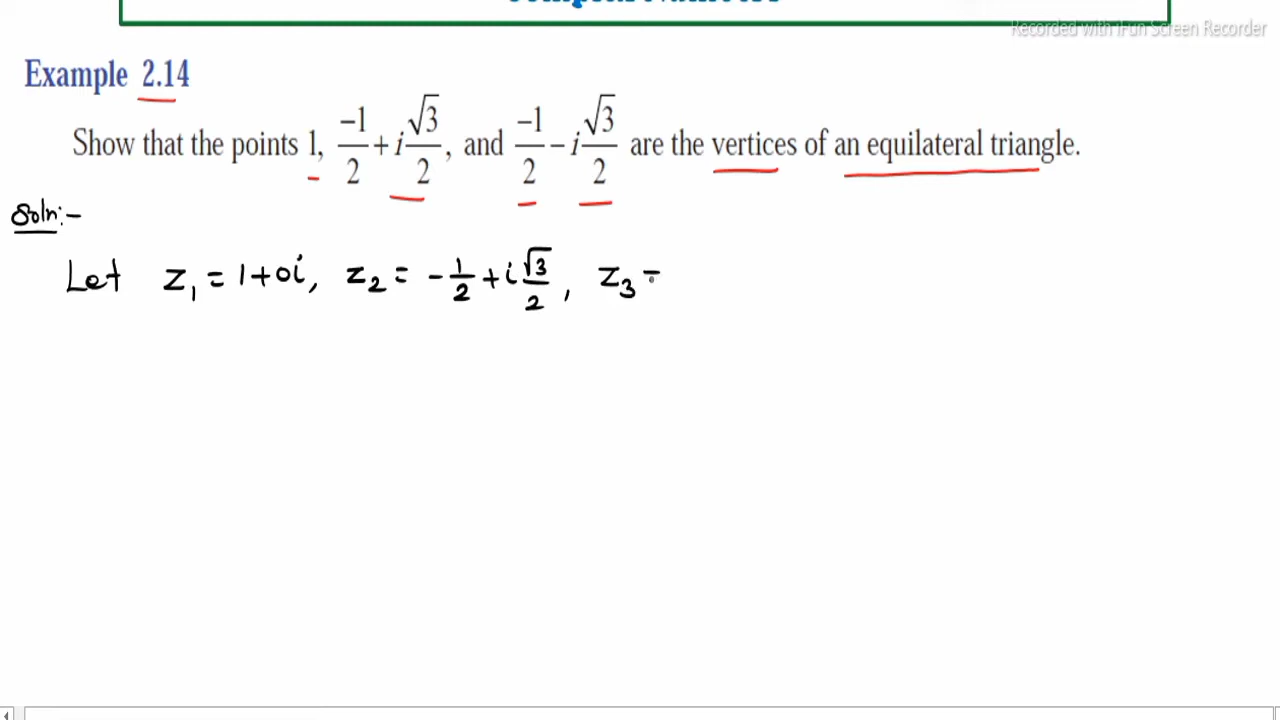 Recorded with iFun Screen Recorder
Example 2.14
Show that the points 1, -1/2 + i√3/2, and -1/2 - i√3/2 are the vertices of an equilateral triangle.
Soln:-
Let z₁ = 1+0i, z₂ = -1/2 + i√3/2, z₃ =